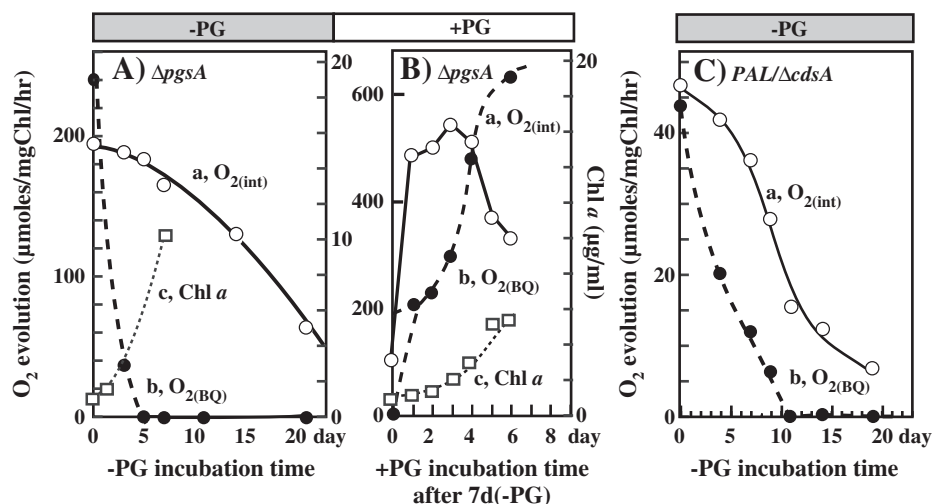 -PG
+PG
-PG
A) ΔpgsA
B) ΔpgsA
C) PAL/ΔcdsA
O2 evolution (μmoles/mgChl/hr)
200
100
0
20
10
0
a, O2(int)
c, Chl a
b, O2(BQ)
0 5 10 15 20 day
-PG incubation time
600
400
200
0
20
10
0
Chl a (μg/ml)
a, O2(int)
b, O2(BQ)
c, Chl a
0 2 4 6 8 day
+PG incubation time
after 7d(-PG)
O2 evolution (μmoles/mgChl/hr)
40
20
0
a, O2(int)
b, O2(BQ)
0 5 10 15 20 day
-PG incubation time